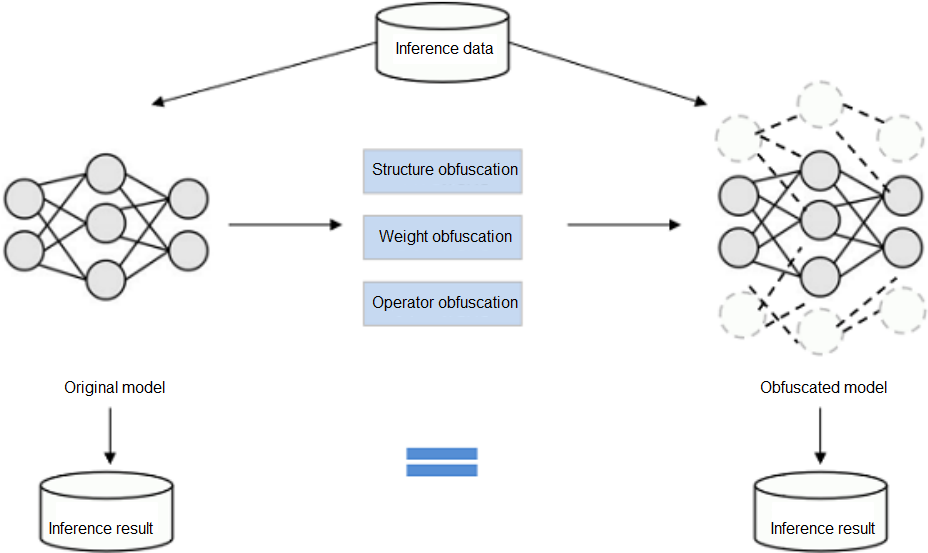 Inference data
Structure obfuscation
Weight obfuscation
Operator obfuscation
Original model
Obfuscated model
Inference result
Inference result